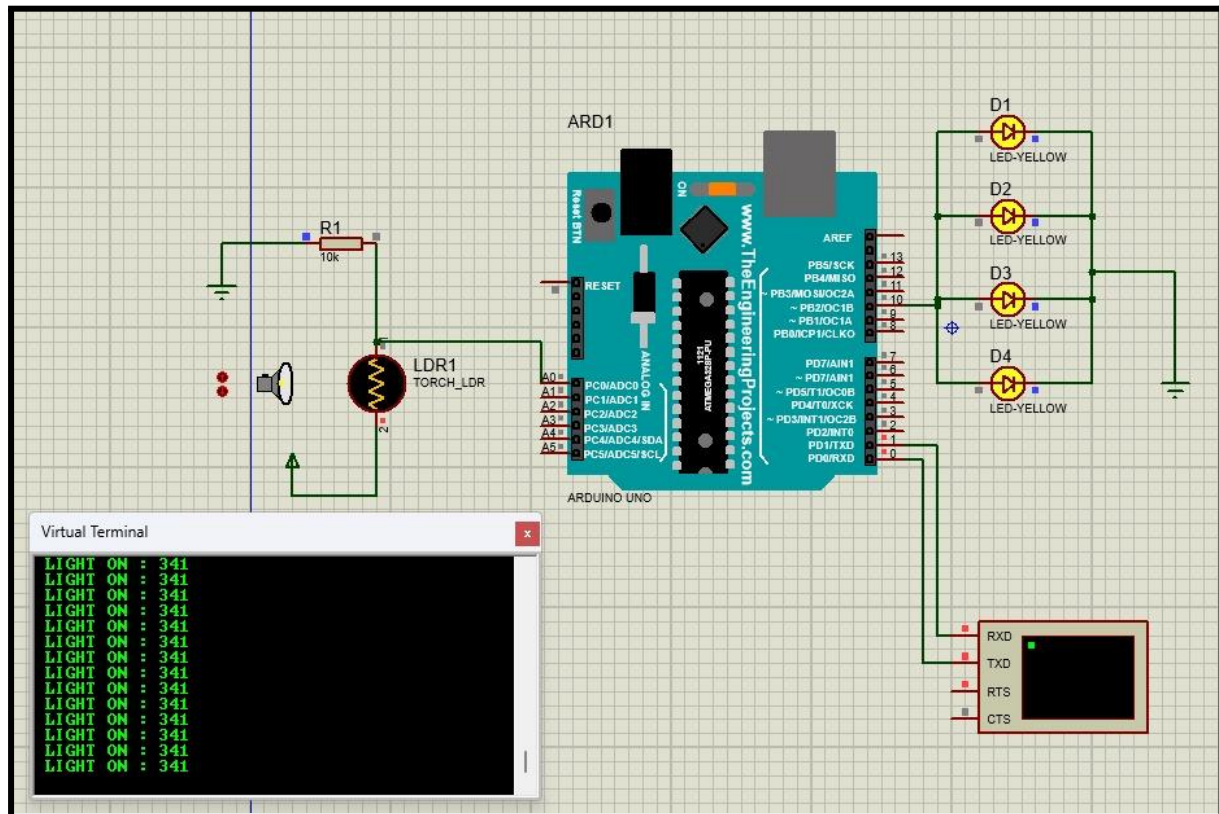 ARD1
R1
10k
LDR1
TORCH_LDR
1
2
Reset BTN
ON
www.TheEngineeringProjects.com
RESET
ANALOG IN
1121
ATMEGA328P-PU
A0
A1
A2
A3
A4
A5
PC0/ADC0
PC1/ADC1
PC2/ADC2
PC3/ADC3
PC4/ADC4/SDA
PC5/ADC5/SCL
AREF
PB5/SCK 13
PB4/MISO 12
~ PB3/MOSI/OC2A 11
~ PB2/OC1B 10
~ PB1/OC1A 9
PB0/ICP1/CLKO 8
PD7/AIN1 7
~ PD7/AIN1 6
~ PD5/T1/OC0B 5
PD4/T0/XCK 4
~ PD3/INT1/OC2B 3
PD2/INT0 2
PD1/TXD 1
PD0/RXD 0
ARDUINO UNO
D1
LED-YELLOW
D2
LED-YELLOW
D3
LED-YELLOW
D4
LED-YELLOW
RXD
TXD
RTS
CTS
Virtual Terminal
x
LIGHT ON : 341
LIGHT ON : 341
LIGHT ON : 341
LIGHT ON : 341
LIGHT ON : 341
LIGHT ON : 341
LIGHT ON : 341
LIGHT ON : 341
LIGHT ON : 341
LIGHT ON : 341
LIGHT ON : 341
LIGHT ON : 341
LIGHT ON : 341
LIGHT ON : 341